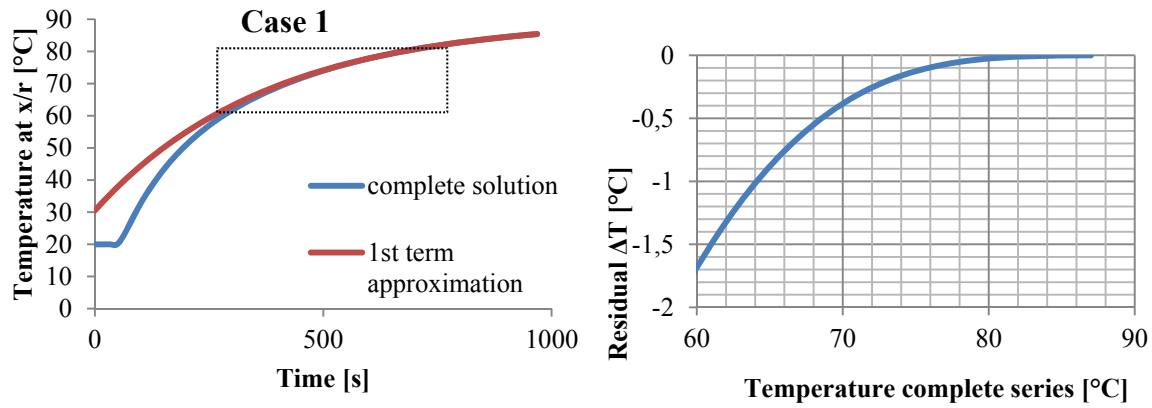 Case 1
Temperature at x/r [°C]
90
80
70
60
50
40
30
20
10
0
0
500
1000
Time [s]
complete solution
1st term
approximation
Residual ΔT [°C]
0
-0,5
-1
-1,5
-2
60
70
80
90
Temperature complete series [°C]